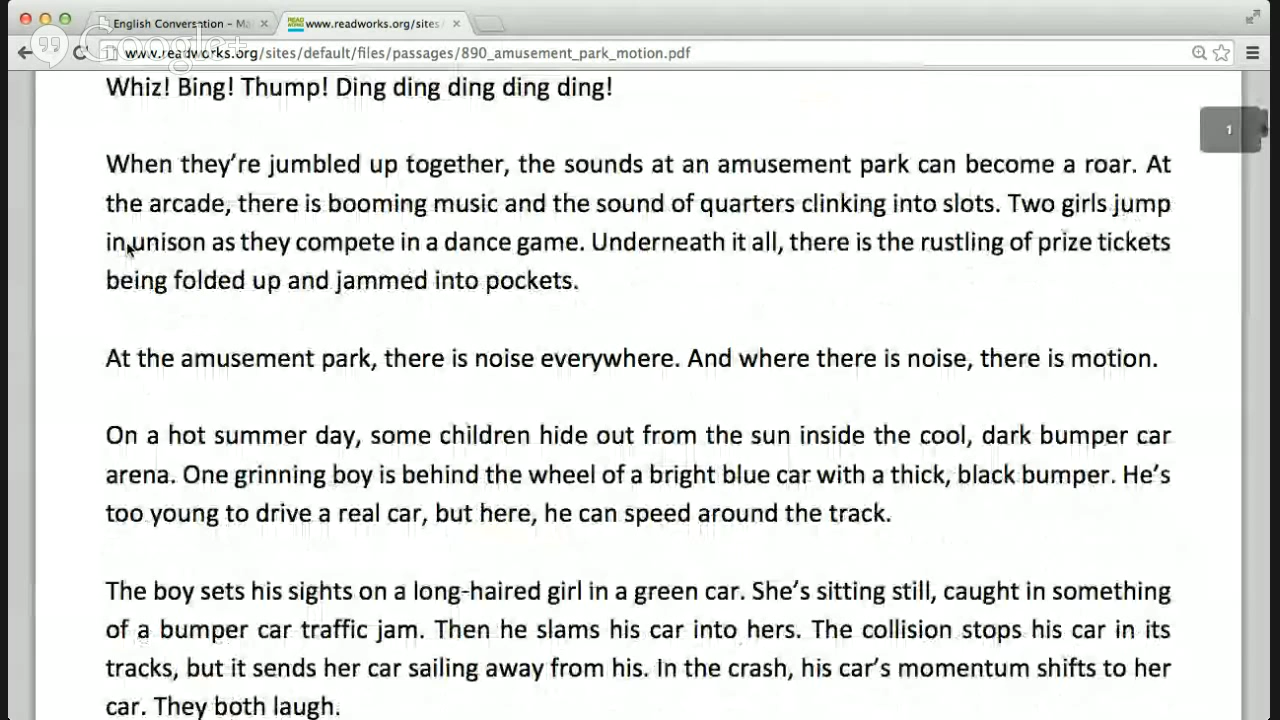 English Conversation – Ma
www.readworks.org/sites
Google+
www.readworks.org/sites/default/files/passages/890_amusement_park_motion.pdf
Whiz! Bing! Thump! Ding ding ding ding ding!
1
When they're jumbled up together, the sounds at an amusement park can become a roar. At
the arcade, there is booming music and the sound of quarters clinking into slots. Two girls jump
in unison as they compete in a dance game. Underneath it all, there is the rustling of prize tickets
being folded up and jammed into pockets.
At the amusement park, there is noise everywhere. And where there is noise, there is motion.
On a hot summer day, some children hide out from the sun inside the cool, dark bumper car
arena. One grinning boy is behind the wheel of a bright blue car with a thick, black bumper. He's
too young to drive a real car, but here, he can speed around the track.
The boy sets his sights on a long-haired girl in a green car. She's sitting still, caught in something
of a bumper car traffic jam. Then he slams his car into hers. The collision stops his car in its
tracks, but it sends her car sailing away from his. In the crash, his car's momentum shifts to her
car. They both laugh.